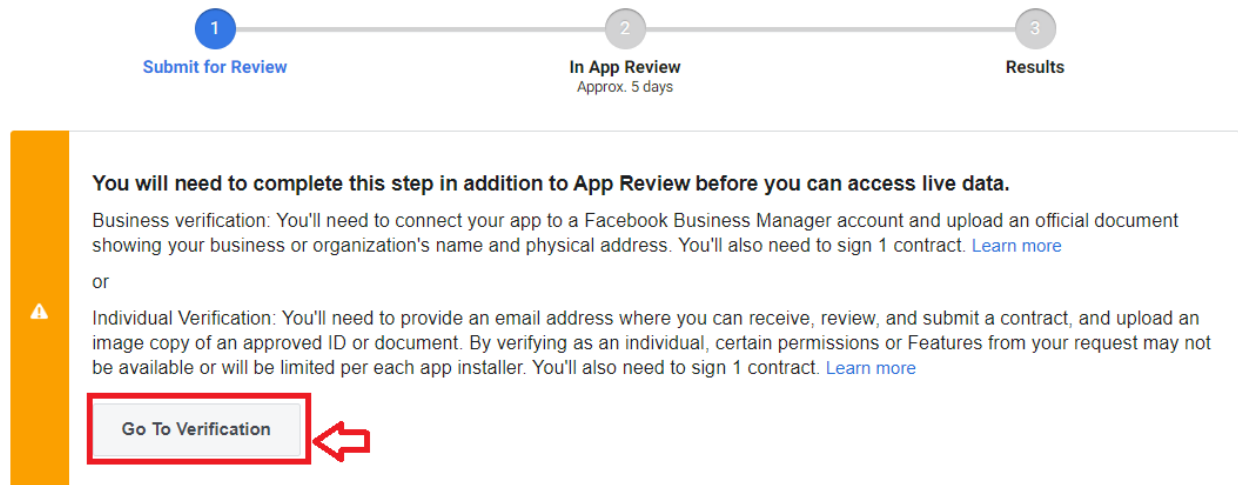 1
2
3
Submit for Review
In App Review
Results
Approx. 5 days
You will need to complete this step in addition to App Review before you can access live data.
Business verification: You'll need to connect your app to a Facebook Business Manager account and upload an official document
showing your business or organization's name and physical address. You'll also need to sign 1 contract. Learn more
or
Individual Verification: You'll need to provide an email address where you can receive, review, and submit a contract, and upload an
image copy of an approved ID or document. By verifying as an individual, certain permissions or Features from your request may not
be available or will be limited per each app installer. You'll also need to sign 1 contract. Learn more
Go To Verification